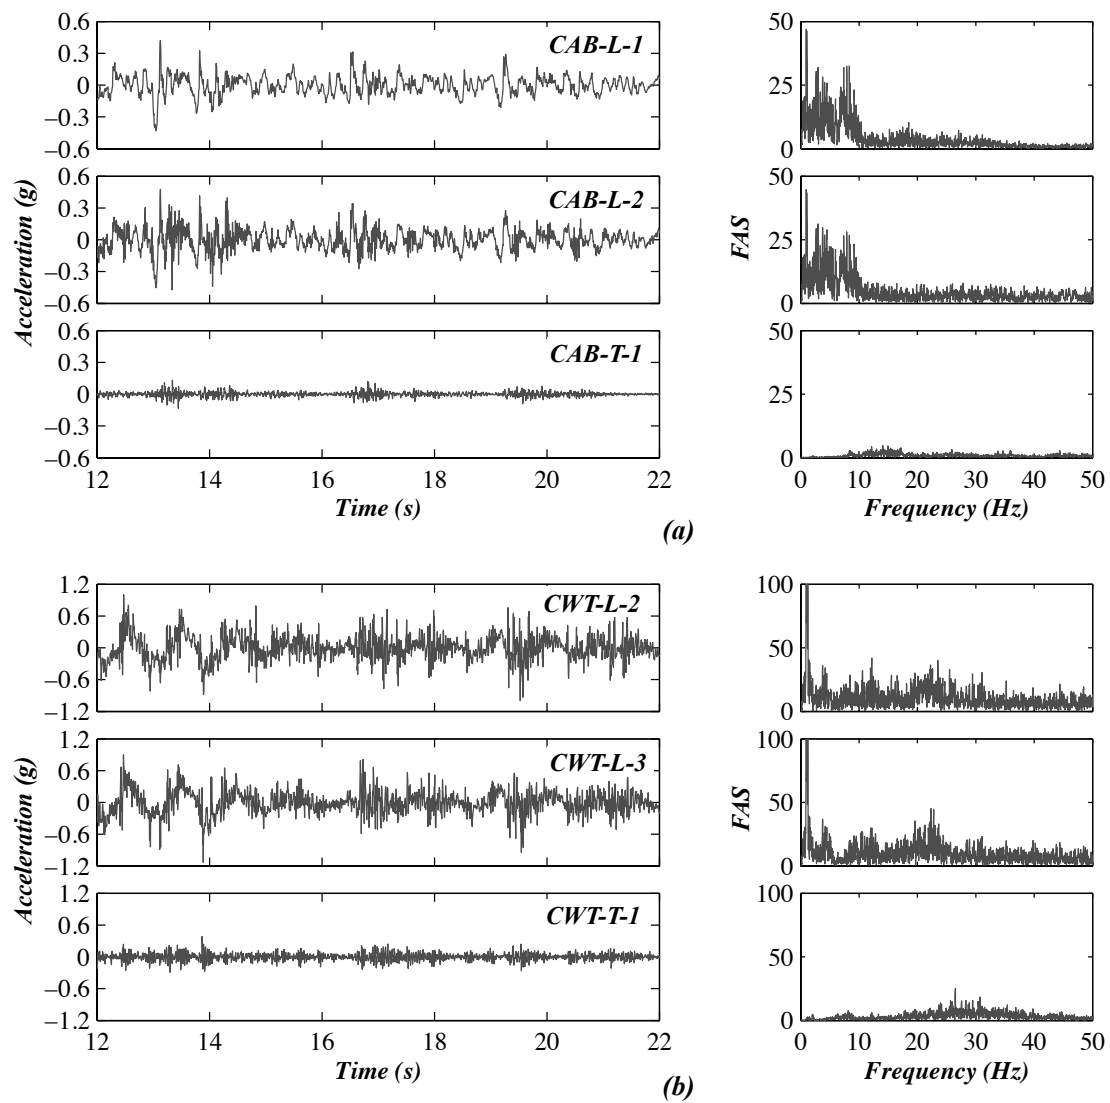 0.6
0.3
0
–0.3
–0.6
CAB-L-1
50
25
0
0.6
0.3
0
–0.3
–0.6
CAB-L-2
50
25
0
Acceleration (g)
FAS
0.6
0.3
0
–0.3
–0.6
CAB-T-1
50
25
0
12 14 16 18 20 22
0 10 20 30 40 50
Time (s)
Frequency (Hz)
(a)
1.2
0.6
0
–0.6
–1.2
CWT-L-2
100
50
0
1.2
0.6
0
–0.6
–1.2
CWT-L-3
100
50
0
Acceleration (g)
FAS
1.2
0.6
0
–0.6
–1.2
CWT-T-1
100
50
0
12 14 16 18 20 22
0 10 20 30 40 50
Time (s)
Frequency (Hz)
(b)